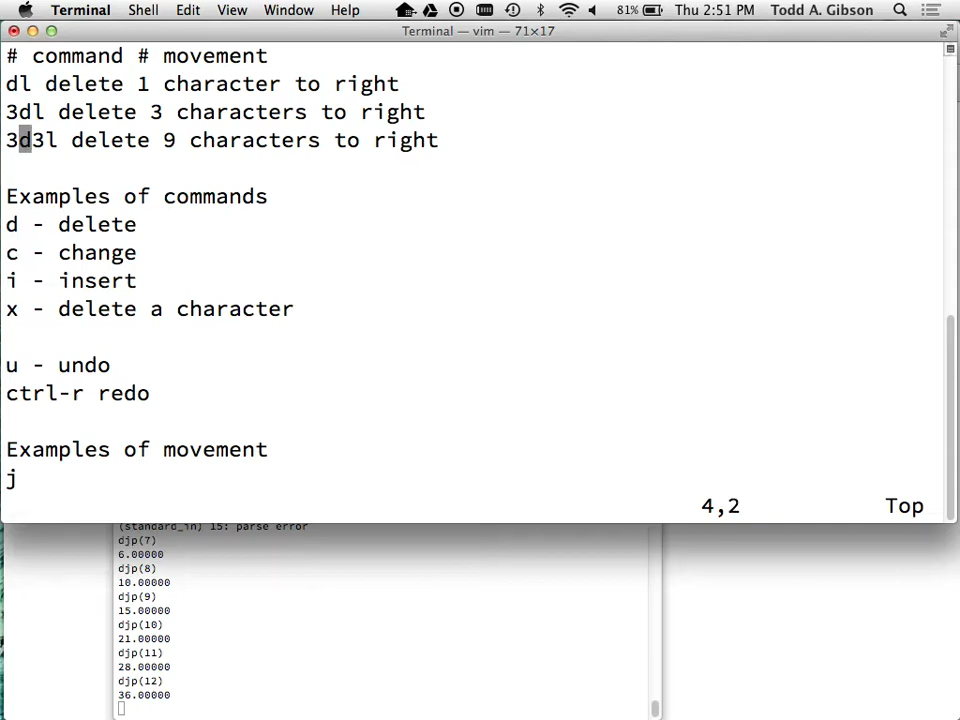 Terminal Shell Edit View Window Help 81% Thu 2:51 PM Todd A. Gibson
Terminal — vim — 71×17
# command # movement
dl delete 1 character to right
3dl delete 3 characters to right
3d3l delete 9 characters to right
Examples of commands
d - delete
c - change
i - insert
x - delete a character
u - undo
ctrl-r redo
Examples of movement
j
4,2 Top
(standard_in) 15: parse error
djp(7)
6.00000
djp(8)
10.00000
djp(9)
15.00000
djp(10)
21.00000
djp(11)
28.00000
djp(12)
36.00000